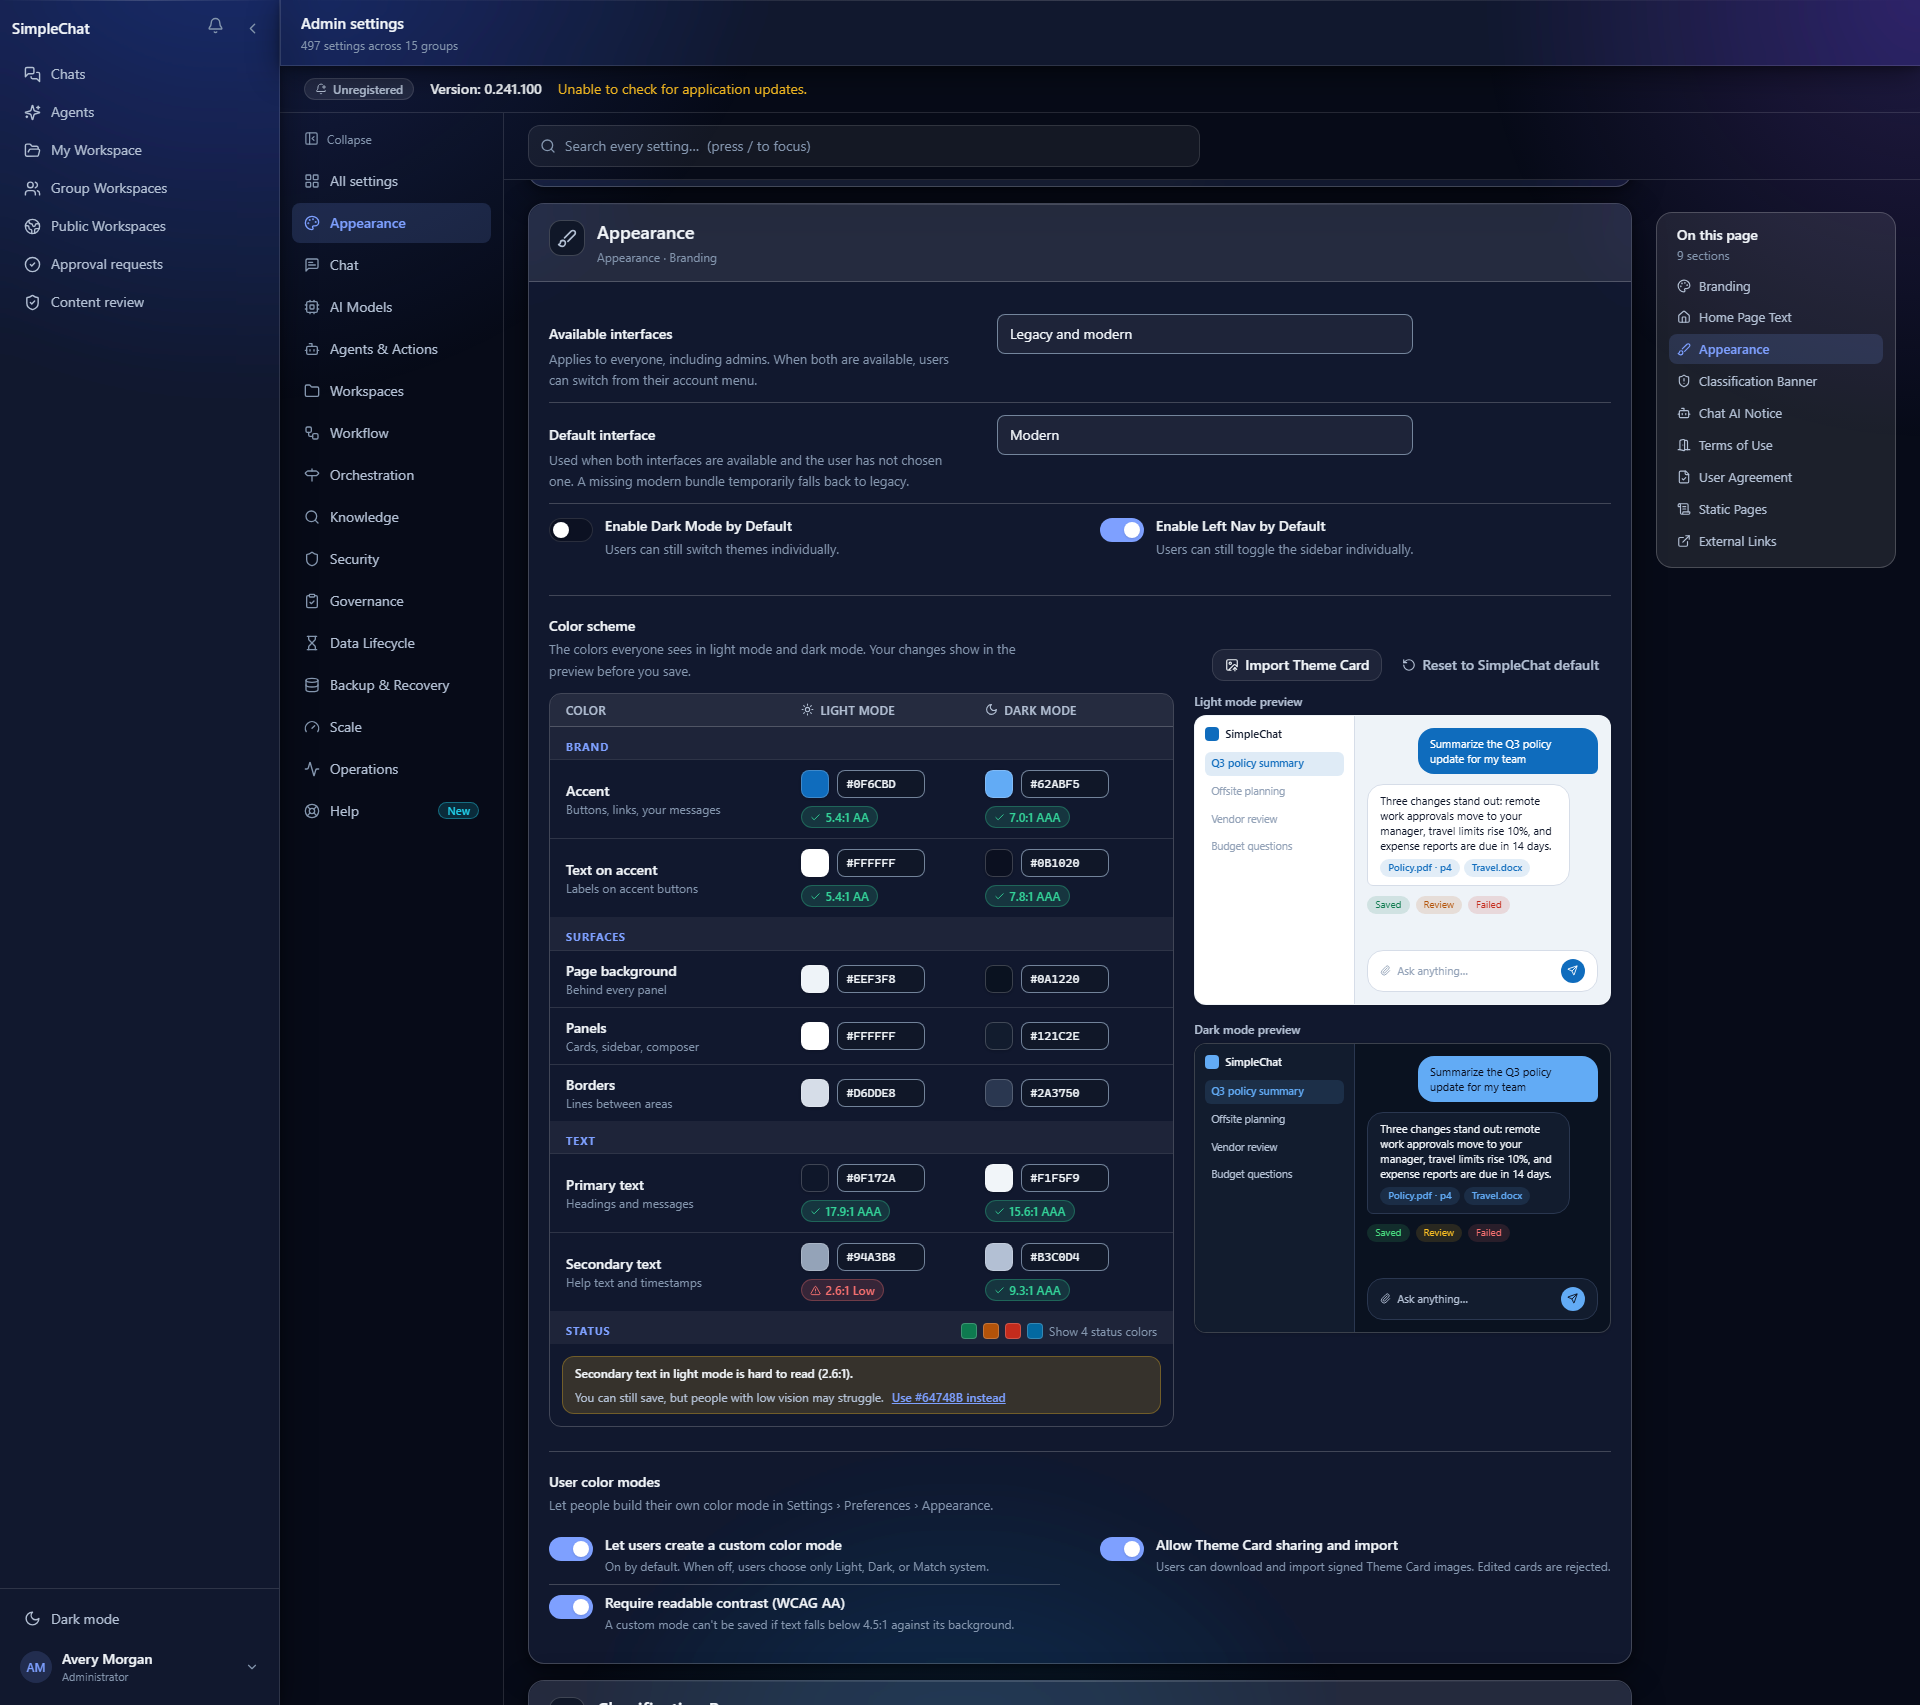 SimpleChat
Chats
Agents
My Workspace
Group Workspaces
Public Workspaces
Approval requests
Content review
Dark mode
AM
Avery Morgan
Administrator
Admin settings
497 settings across 15 groups
Unregistered
Version: 0.241.100
Unable to check for application updates.
Collapse
All settings
Appearance
Chat
AI Models
Agents & Actions
Workspaces
Workflow
Orchestration
Knowledge
Security
Governance
Data Lifecycle
Backup & Recovery
Scale
Operations
Help
New
Search every setting... (press / to focus)
Appearance
Appearance · Branding
Available interfaces
Applies to everyone, including admins. When both are available, users
can switch from their account menu.
Legacy and modern
Default interface
Used when both interfaces are available and the user has not chosen
one. A missing modern bundle temporarily falls back to legacy.
Modern
Enable Dark Mode by Default
Users can still switch themes individually.
Enable Left Nav by Default
Users can still toggle the sidebar individually.
Color scheme
The colors everyone sees in light mode and dark mode. Your changes show in the
preview before you save.
Import Theme Card
Reset to SimpleChat default
COLOR
LIGHT MODE
DARK MODE
BRAND
Accent
Buttons, links, your messages
#0F6CBD
5.4:1 AA
#62ABF5
7.0:1 AAA
Text on accent
Labels on accent buttons
#FFFFFF
5.4:1 AA
#0B1020
7.8:1 AAA
SURFACES
Page background
Behind every panel
#EEF3F8
#0A1220
Panels
Cards, sidebar, composer
#FFFFFF
#121C2E
Borders
Lines between areas
#D6DDE8
#2A3750
TEXT
Primary text
Headings and messages
#0F172A
17.9:1 AAA
#F1F5F9
15.6:1 AAA
Secondary text
Help text and timestamps
#94A3B8
2.6:1 Low
#B3C0D4
9.3:1 AAA
STATUS
Show 4 status colors
Secondary text in light mode is hard to read (2.6:1).
You can still save, but people with low vision may struggle. Use #64748B instead
Light mode preview
SimpleChat
Q3 policy summary
Offsite planning
Vendor review
Budget questions
Summarize the Q3 policy
update for my team
Three changes stand out: remote
work approvals move to your
manager, travel limits rise 10%, and
expense reports are due in 14 days.
Policy.pdf · p4
Travel.docx
Saved
Review
Failed
Ask anything...
Dark mode preview
SimpleChat
Q3 policy summary
Offsite planning
Vendor review
Budget questions
Summarize the Q3 policy
update for my team
Three changes stand out: remote
work approvals move to your
manager, travel limits rise 10%, and
expense reports are due in 14 days.
Policy.pdf · p4
Travel.docx
Saved
Review
Failed
Ask anything...
User color modes
Let people build their own color mode in Settings › Preferences › Appearance.
Let users create a custom color mode
On by default. When off, users choose only Light, Dark, or Match system.
Allow Theme Card sharing and import
Users can download and import signed Theme Card images. Edited cards are rejected.
Require readable contrast (WCAG AA)
A custom mode can't be saved if text falls below 4.5:1 against its background.
On this page
9 sections
Branding
Home Page Text
Appearance
Classification Banner
Chat AI Notice
Terms of Use
User Agreement
Static Pages
External Links